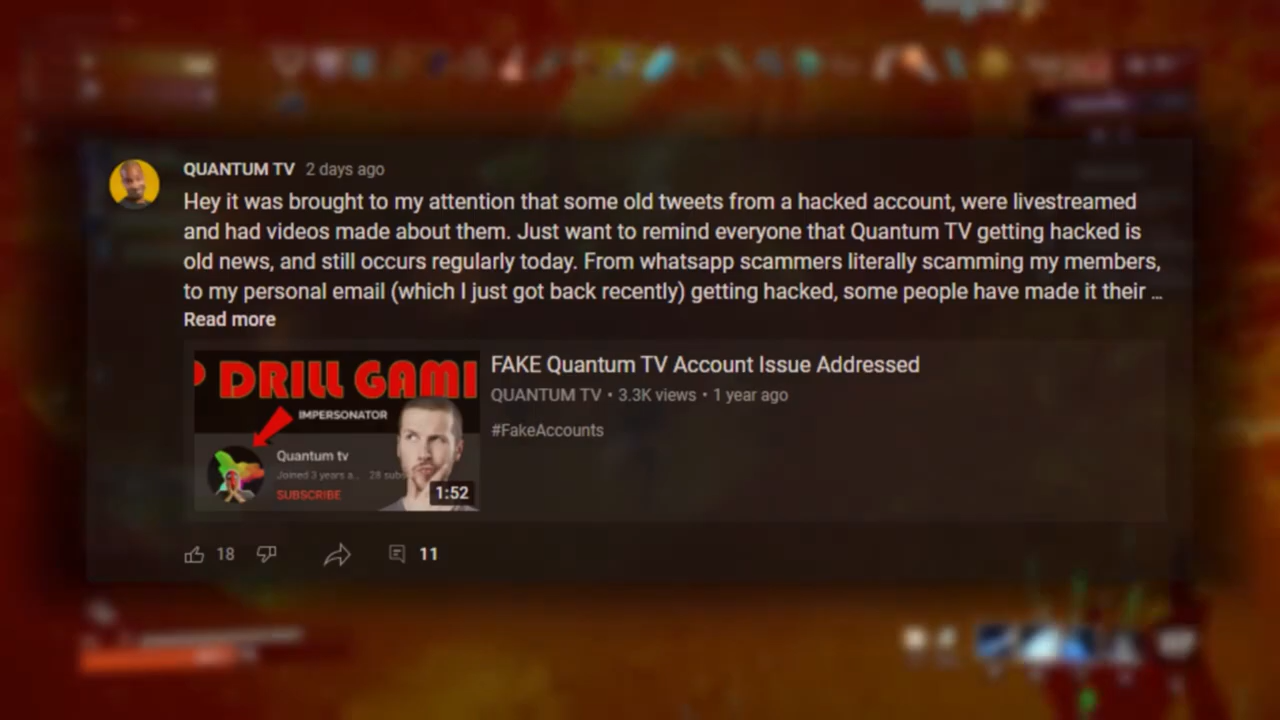 QUANTUM TV 2 days ago
Hey it was brought to my attention that some old tweets from a hacked account, were livestreamed
and had videos made about them. Just want to remind everyone that Quantum TV getting hacked is
old news, and still occurs regularly today. From whatsapp scammers literally scamming my members,
to my personal email (which I just got back recently) getting hacked, some people have made it their ...
Read more
DRILL GAMI
IMPERSONATOR
Quantum tv
Joined 3 years a.. 28 subs
SUBSCRIBE
1:52
FAKE Quantum TV Account Issue Addressed
QUANTUM TV • 3.3K views • 1 year ago
#FakeAccounts
18 11